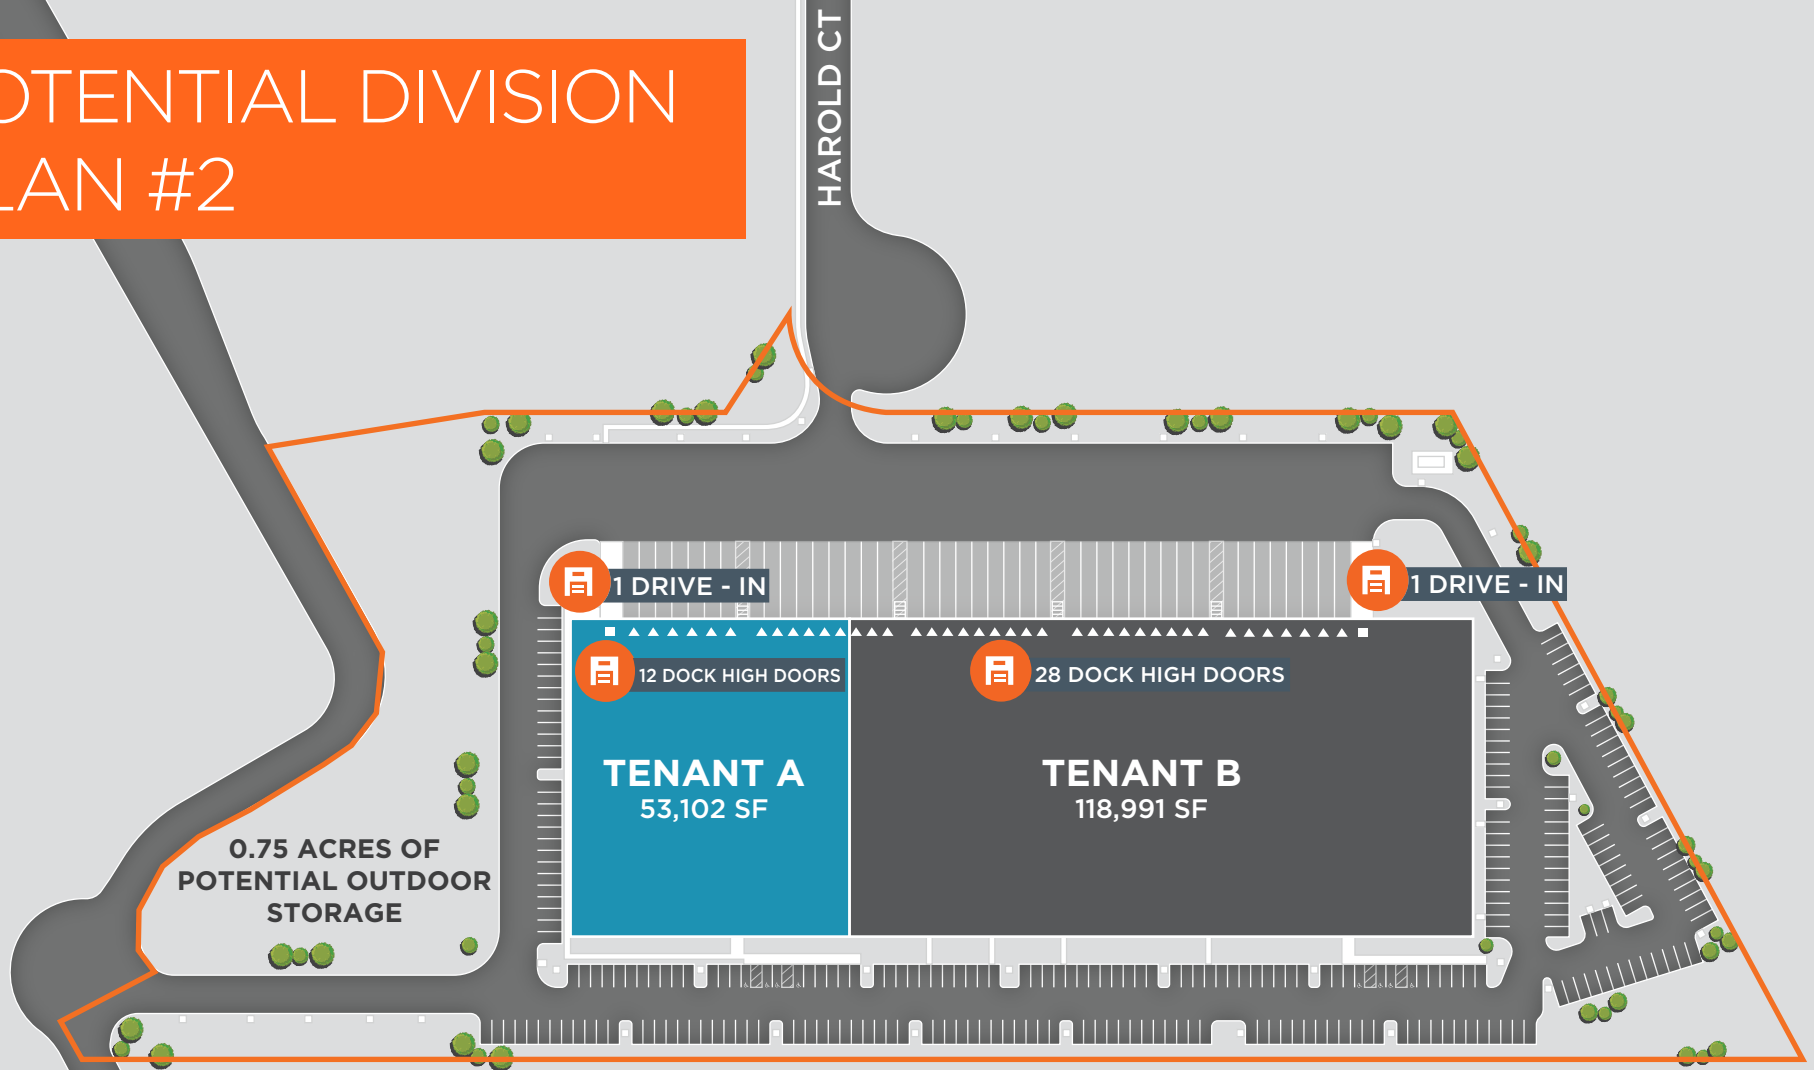 OTENTIAL DIVISION
LAN #2
HAROLD CT
1 DRIVE - IN
1 DRIVE - IN
12 DOCK HIGH DOORS
28 DOCK HIGH DOORS
TENANT A
53,102 SF
TENANT B
118,991 SF
0.75 ACRES OF
POTENTIAL OUTDOOR
STORAGE